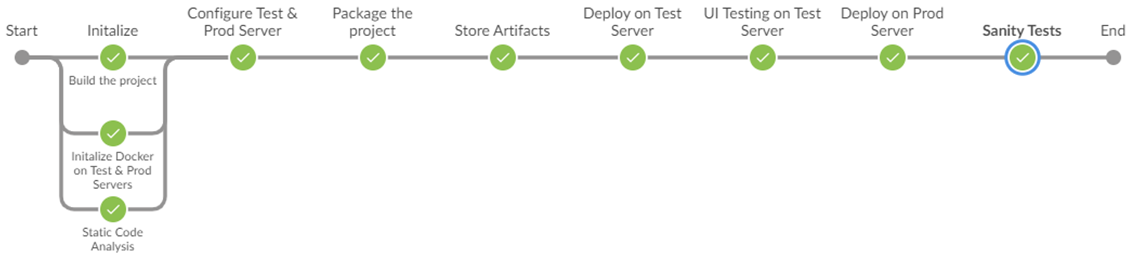 Start
Initalize
Configure Test &
Prod Server
Package the
project
Store Artifacts
Deploy on Test
Server
UI Testing on Test
Server
Deploy on Prod
Server
Sanity Tests
End
Build the project
Initalize Docker
on Test & Prod
Servers
Static Code
Analysis